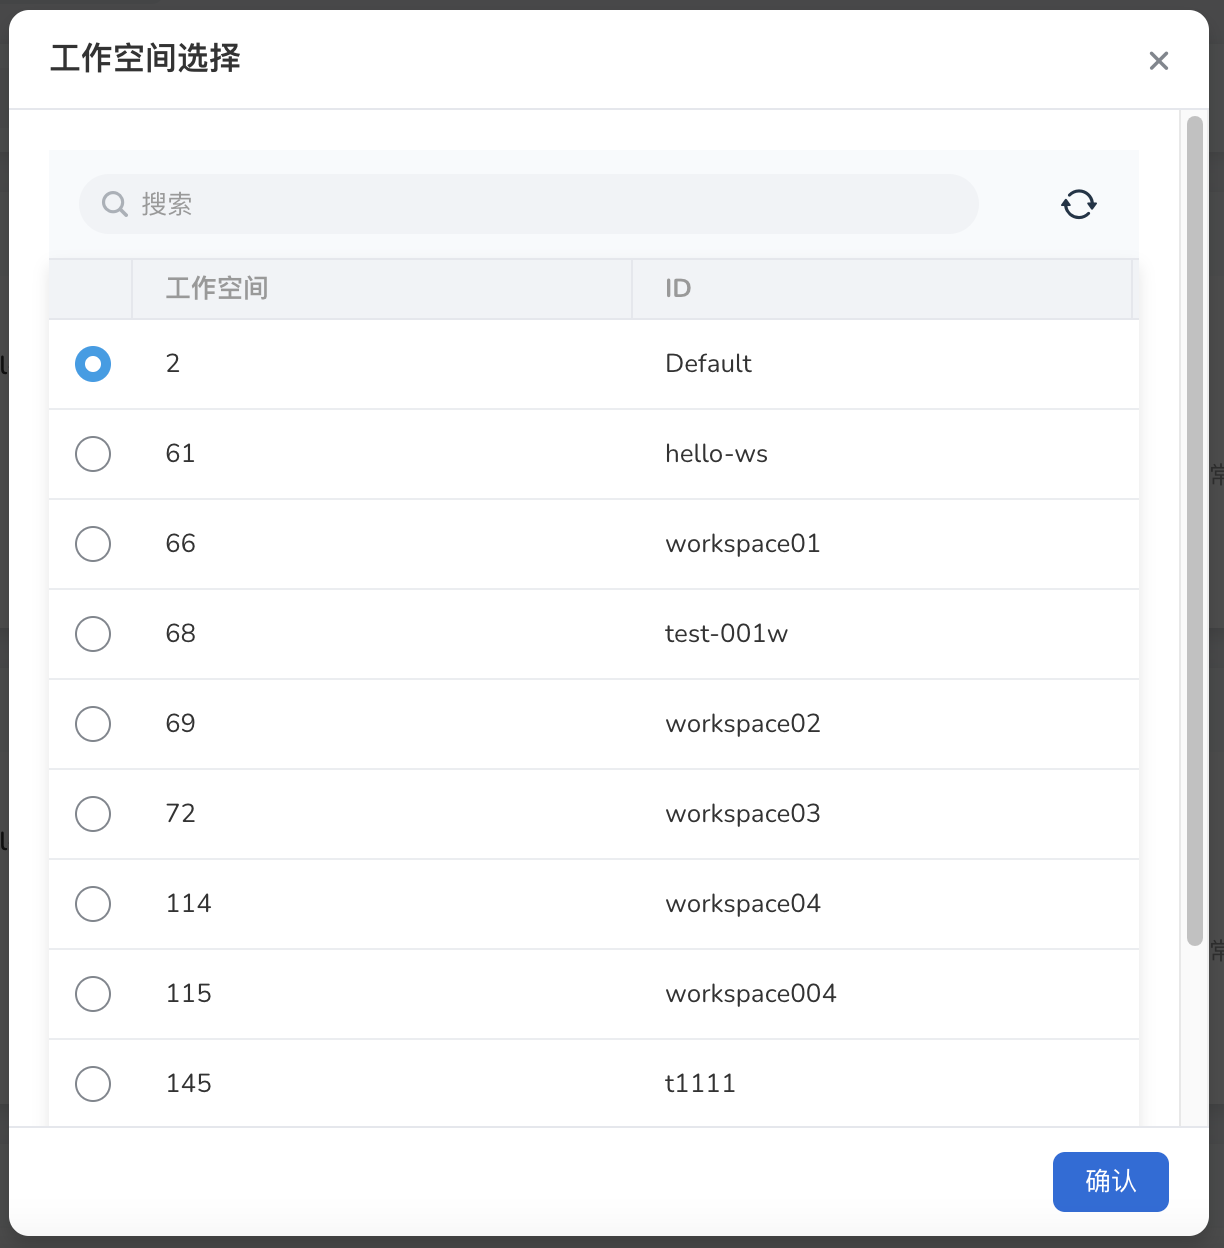 工作空间选择
搜索
工作空间 ID
2 Default
61 hello-ws
66 workspace01
68 test-001w
69 workspace02
72 workspace03
114 workspace04
115 workspace004
145 t1111
确认